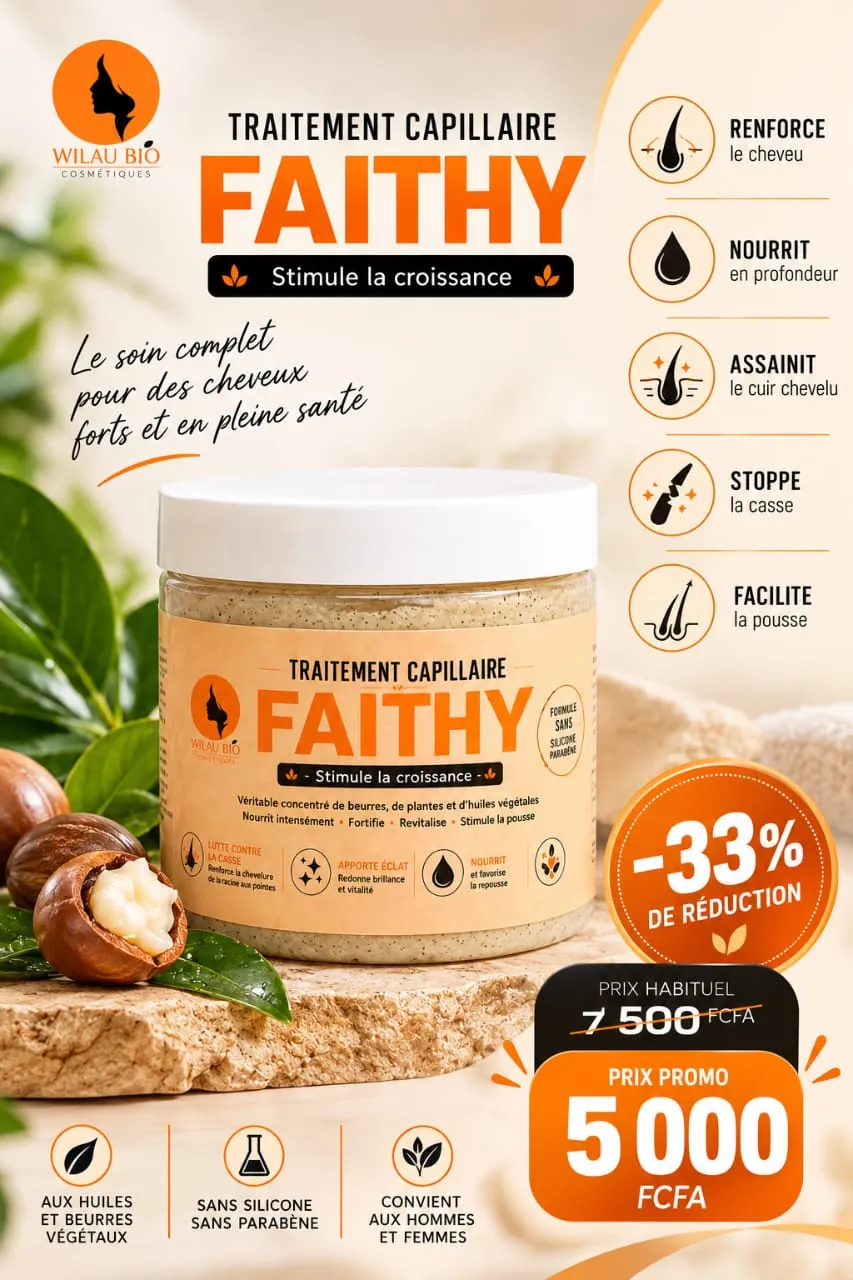 WILAU BIO
COSMÉTIQUES
TRAITEMENT CAPILLAIRE
FAITHY
Stimule la croissance
Le soin complet
pour des cheveux
forts et en pleine santé
RENFORCE
le cheveu
NOURRIT
en profondeur
ASSAINIT
le cuir chevelu
STOPPE
la casse
FACILITE
la pousse
TRAITEMENT CAPILLAIRE
FAITHY
WILAU BIO
COSMÉTIQUES
FORMULE
SANS
SILICONE
PARABÈNE
- Stimule la croissance -
Véritable concentré de beurres, de plantes et d'huiles végétales
Nourrit intensément • Fortifie • Revitalise • Stimule la pousse
LUTTE CONTRE
LA CASSE
Renforce la chevelure
de la racine aux pointes
APPORTE ÉCLAT
Redonne brillance
et vitalité
NOURRIT
et favorise
la repousse
-33%
DE RÉDUCTION
PRIX HABITUEL
7 500 FCFA
PRIX PROMO
5 000
FCFA
AUX HUILES
ET BEURRES
VÉGÉTAUX
SANS SILICONE
SANS PARABÈNE
CONVIENT
AUX HOMMES
ET FEMMES